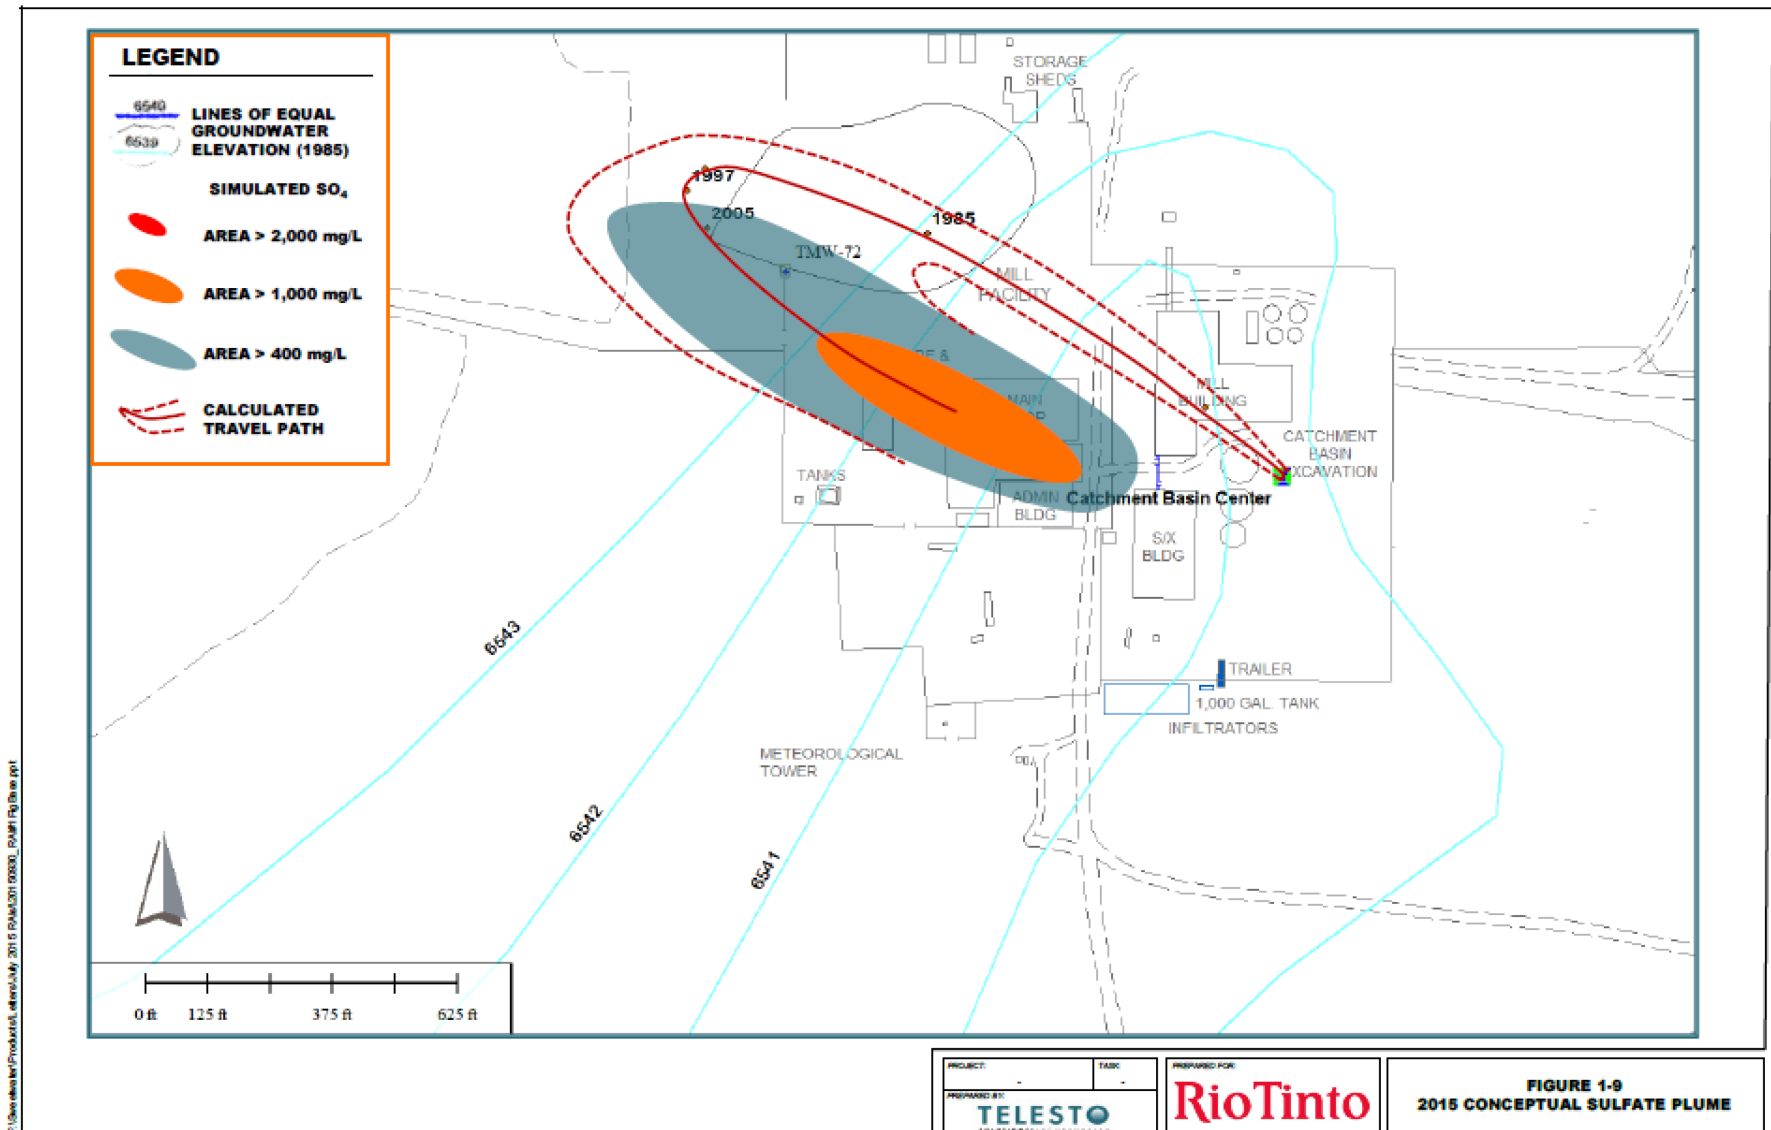 LEGEND
6540
LINES OF EQUAL
GROUNDWATER
6539
ELEVATION (1985)
SIMULATED SO4
AREA > 2,000 mg/L
AREA > 1,000 mg/L
AREA > 400 mg/L
CALCULATED
TRAVEL PATH
STORAGE
SHEDS
1997
2005
1985
TMW-72
MILL
FACILITY
&
MAIN
MILL
BUILDING
CATCHMENT
BASIN
EXCAVATION
TANKS
Catchment Basin Center
ADMN
BLDG
S/X
BLDG
6543
TRAILER
1,000 GAL. TANK
INFILTRATORS
METEOROLOGICAL
TOWER
6542
6541
0 ft 125 ft 375 ft 625 ft
PROJECT:
-
TASK:
-
PREPARED BY:
TELESTO
PREPARED FOR:
RioTinto
FIGURE 1-9
2015 CONCEPTUAL SULFATE PLUME